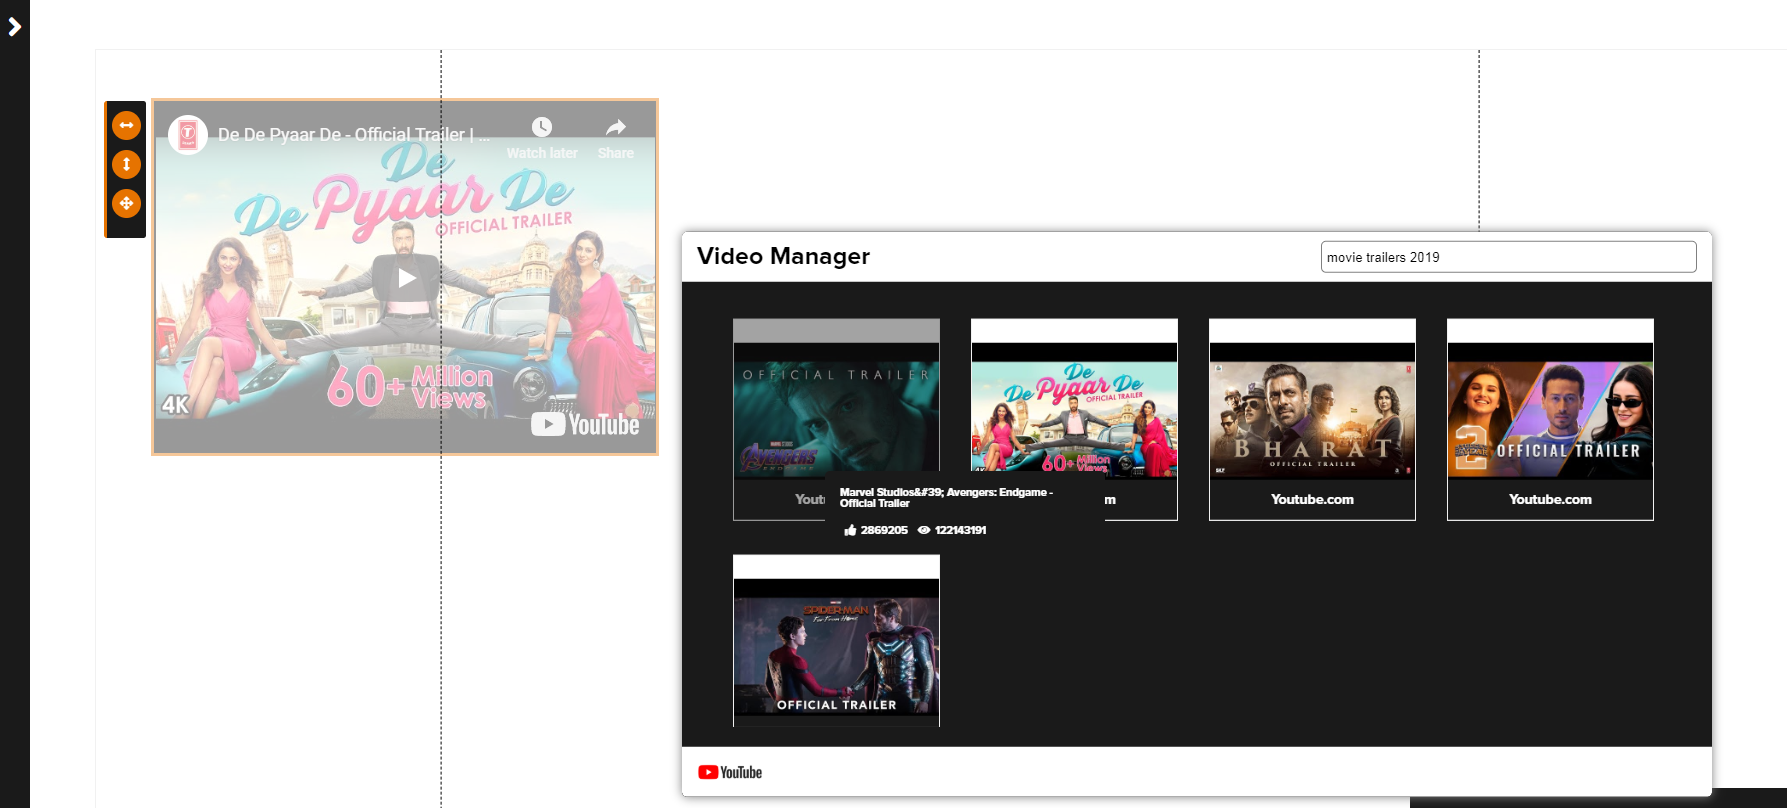 De De Pyaar De - Official Trailer | ...
Watch later
Share
De
De Pyaar De
OFFICIAL TRAILER
60+ Million
Views
4K
YouTube
Video Manager
movie trailers 2019
OFFICIAL TRAILER
AVENGERS
De
De Pyaar De
OFFICIAL TRAILER
60+ Million
Views
4K
BHARAT
OFFICIAL TRAILER
2 OFFICIAL TRAILER
Yout
m
Youtube.com
Youtube.com
Marvel Studios&#39; Avengers: Endgame -
Official Trailer
2869205
122143191
SPIDER-MAN
Far From Home
OFFICIAL TRAILER
YouTube